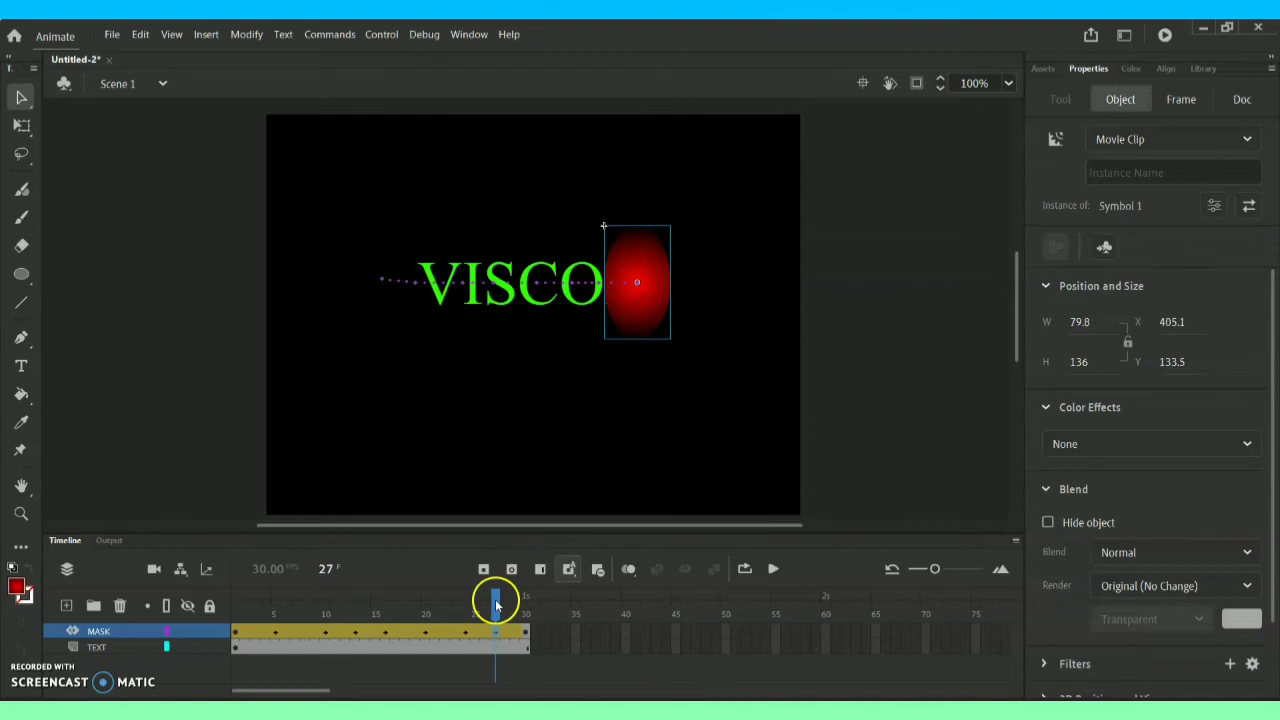 Animate File Edit View Insert Modify Text Commands Control Debug Window Help
Untitled-2*
Scene 1
100%
Assets Properties Color Align Library
Tool Object Frame Doc
Movie Clip
Instance Name
Instance of: Symbol 1
Position and Size
W 79.8 X 405.1
H 136 Y 133.5
Color Effects
None
Blend
Hide object
Blend Normal
Render Original (No Change)
Transparent
Filters
VISCO
Timeline Output
30.00 FPS 27 F
1s 2s
5 10 15 20 25 30 35 40 45 50 55 60 65 70 75
MASK
TEXT
RECORDED WITH
SCREENCAST MATIC